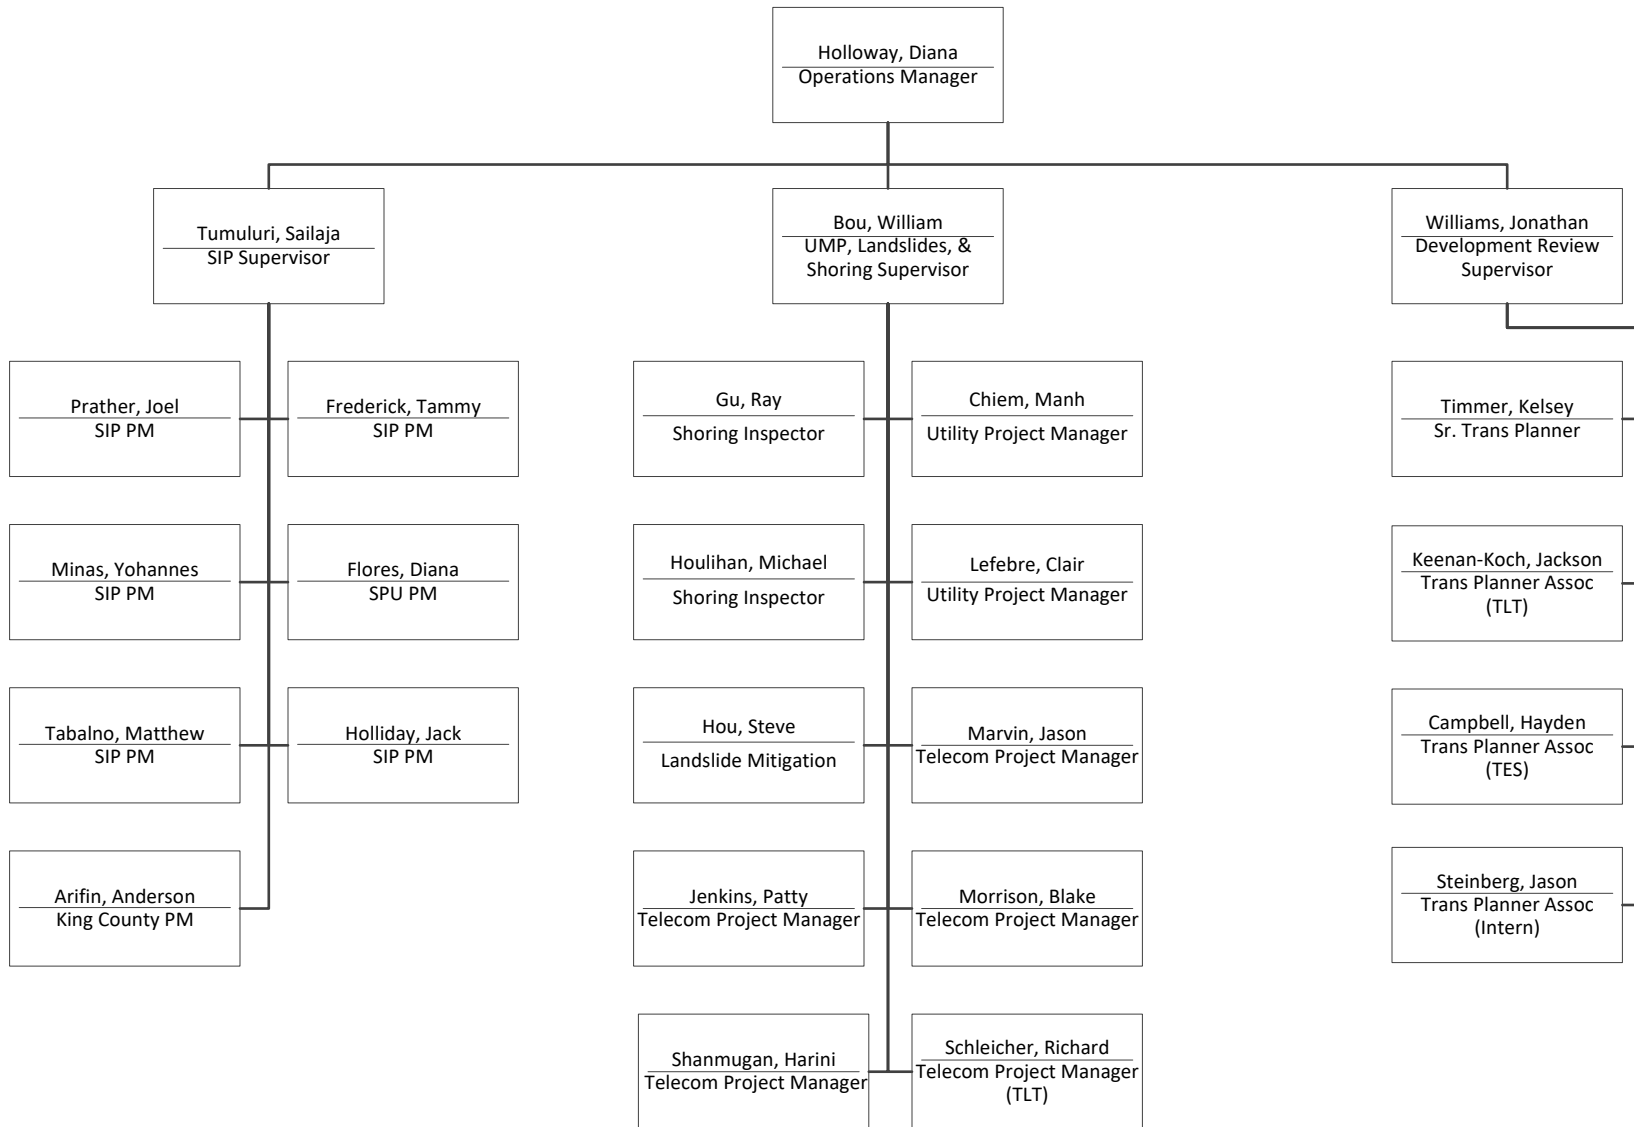 Holloway, Diana
Operations Manager
Tumuluri, Sailaja
SIP Supervisor
Bou, William
UMP, Landslides, &
Shoring Supervisor
Williams, Jonathan
Development Review
Supervisor
Prather, Joel
SIP PM
Frederick, Tammy
SIP PM
Gu, Ray
Shoring Inspector
Chiem, Manh
Utility Project Manager
Timmer, Kelsey
Sr. Trans Planner
Minas, Yohannes
SIP PM
Flores, Diana
SPU PM
Houlihan, Michael
Shoring Inspector
Lefebre, Clair
Utility Project Manager
Keenan-Koch, Jackson
Trans Planner Assoc
(TLT)
Tabalno, Matthew
SIP PM
Holliday, Jack
SIP PM
Hou, Steve
Landslide Mitigation
Marvin, Jason
Telecom Project Manager
Campbell, Hayden
Trans Planner Assoc
(TES)
Arifin, Anderson
King County PM
Jenkins, Patty
Telecom Project Manager
Morrison, Blake
Telecom Project Manager
Steinberg, Jason
Trans Planner Assoc
(Intern)
Shanmugan, Harini
Telecom Project Manager
Schleicher, Richard
Telecom Project Manager
(TLT)